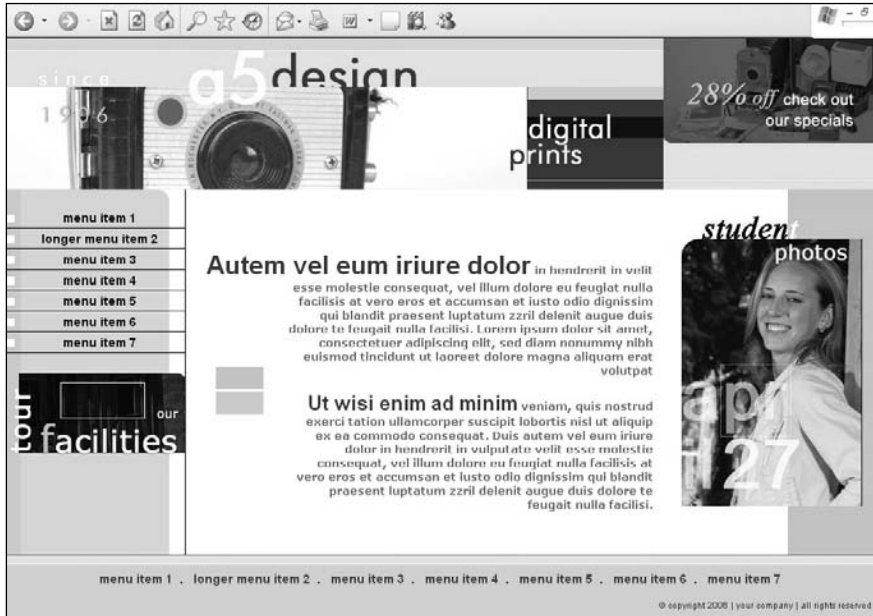 since
1906
a5design
digital
prints
28% off check out
our specials
menu item 1
longer menu item 2
menu item 3
menu item 4
menu item 5
menu item 6
menu item 7
tour
our
facilities
Autem vel eum iriure dolor in hendrerit in velit
esse molestie consequat, vel illum dolore eu feugiat nulla
facilisis at vero eros et accumsan et iusto odio dignissim
qui blandit praesent luptatum zzril delenit augue duis
dolore te feugait nulla facilisi. Lorem ipsum dolor sit amet,
consectetuer adipiscing elit, sed diam nonummy nibh
euismod tincidunt ut laoreet dolore magna aliquam erat
volutpat
Ut wisi enim ad minim veniam, quis nostrud
exerci tation ullamcorper suscipit lobortis nisl ut aliquip
ex ea commodo consequat. Duis autem vel eum iriure
dolor in hendrerit in vulputate velit esse molestie
consequat, vel illum dolore eu feugiat nulla facilisis at
vero eros et accumsan et iusto odio dignissim qui blandit
praesent luptatum zzril delenit augue duis dolore te
feugait nulla facilisi.
student
photos
april
27
menu item 1 . longer menu item 2 . menu item 3 . menu item 4 . menu item 5 . menu item 6 . menu item 7
© copyright 2006 | your company | all rights reserved